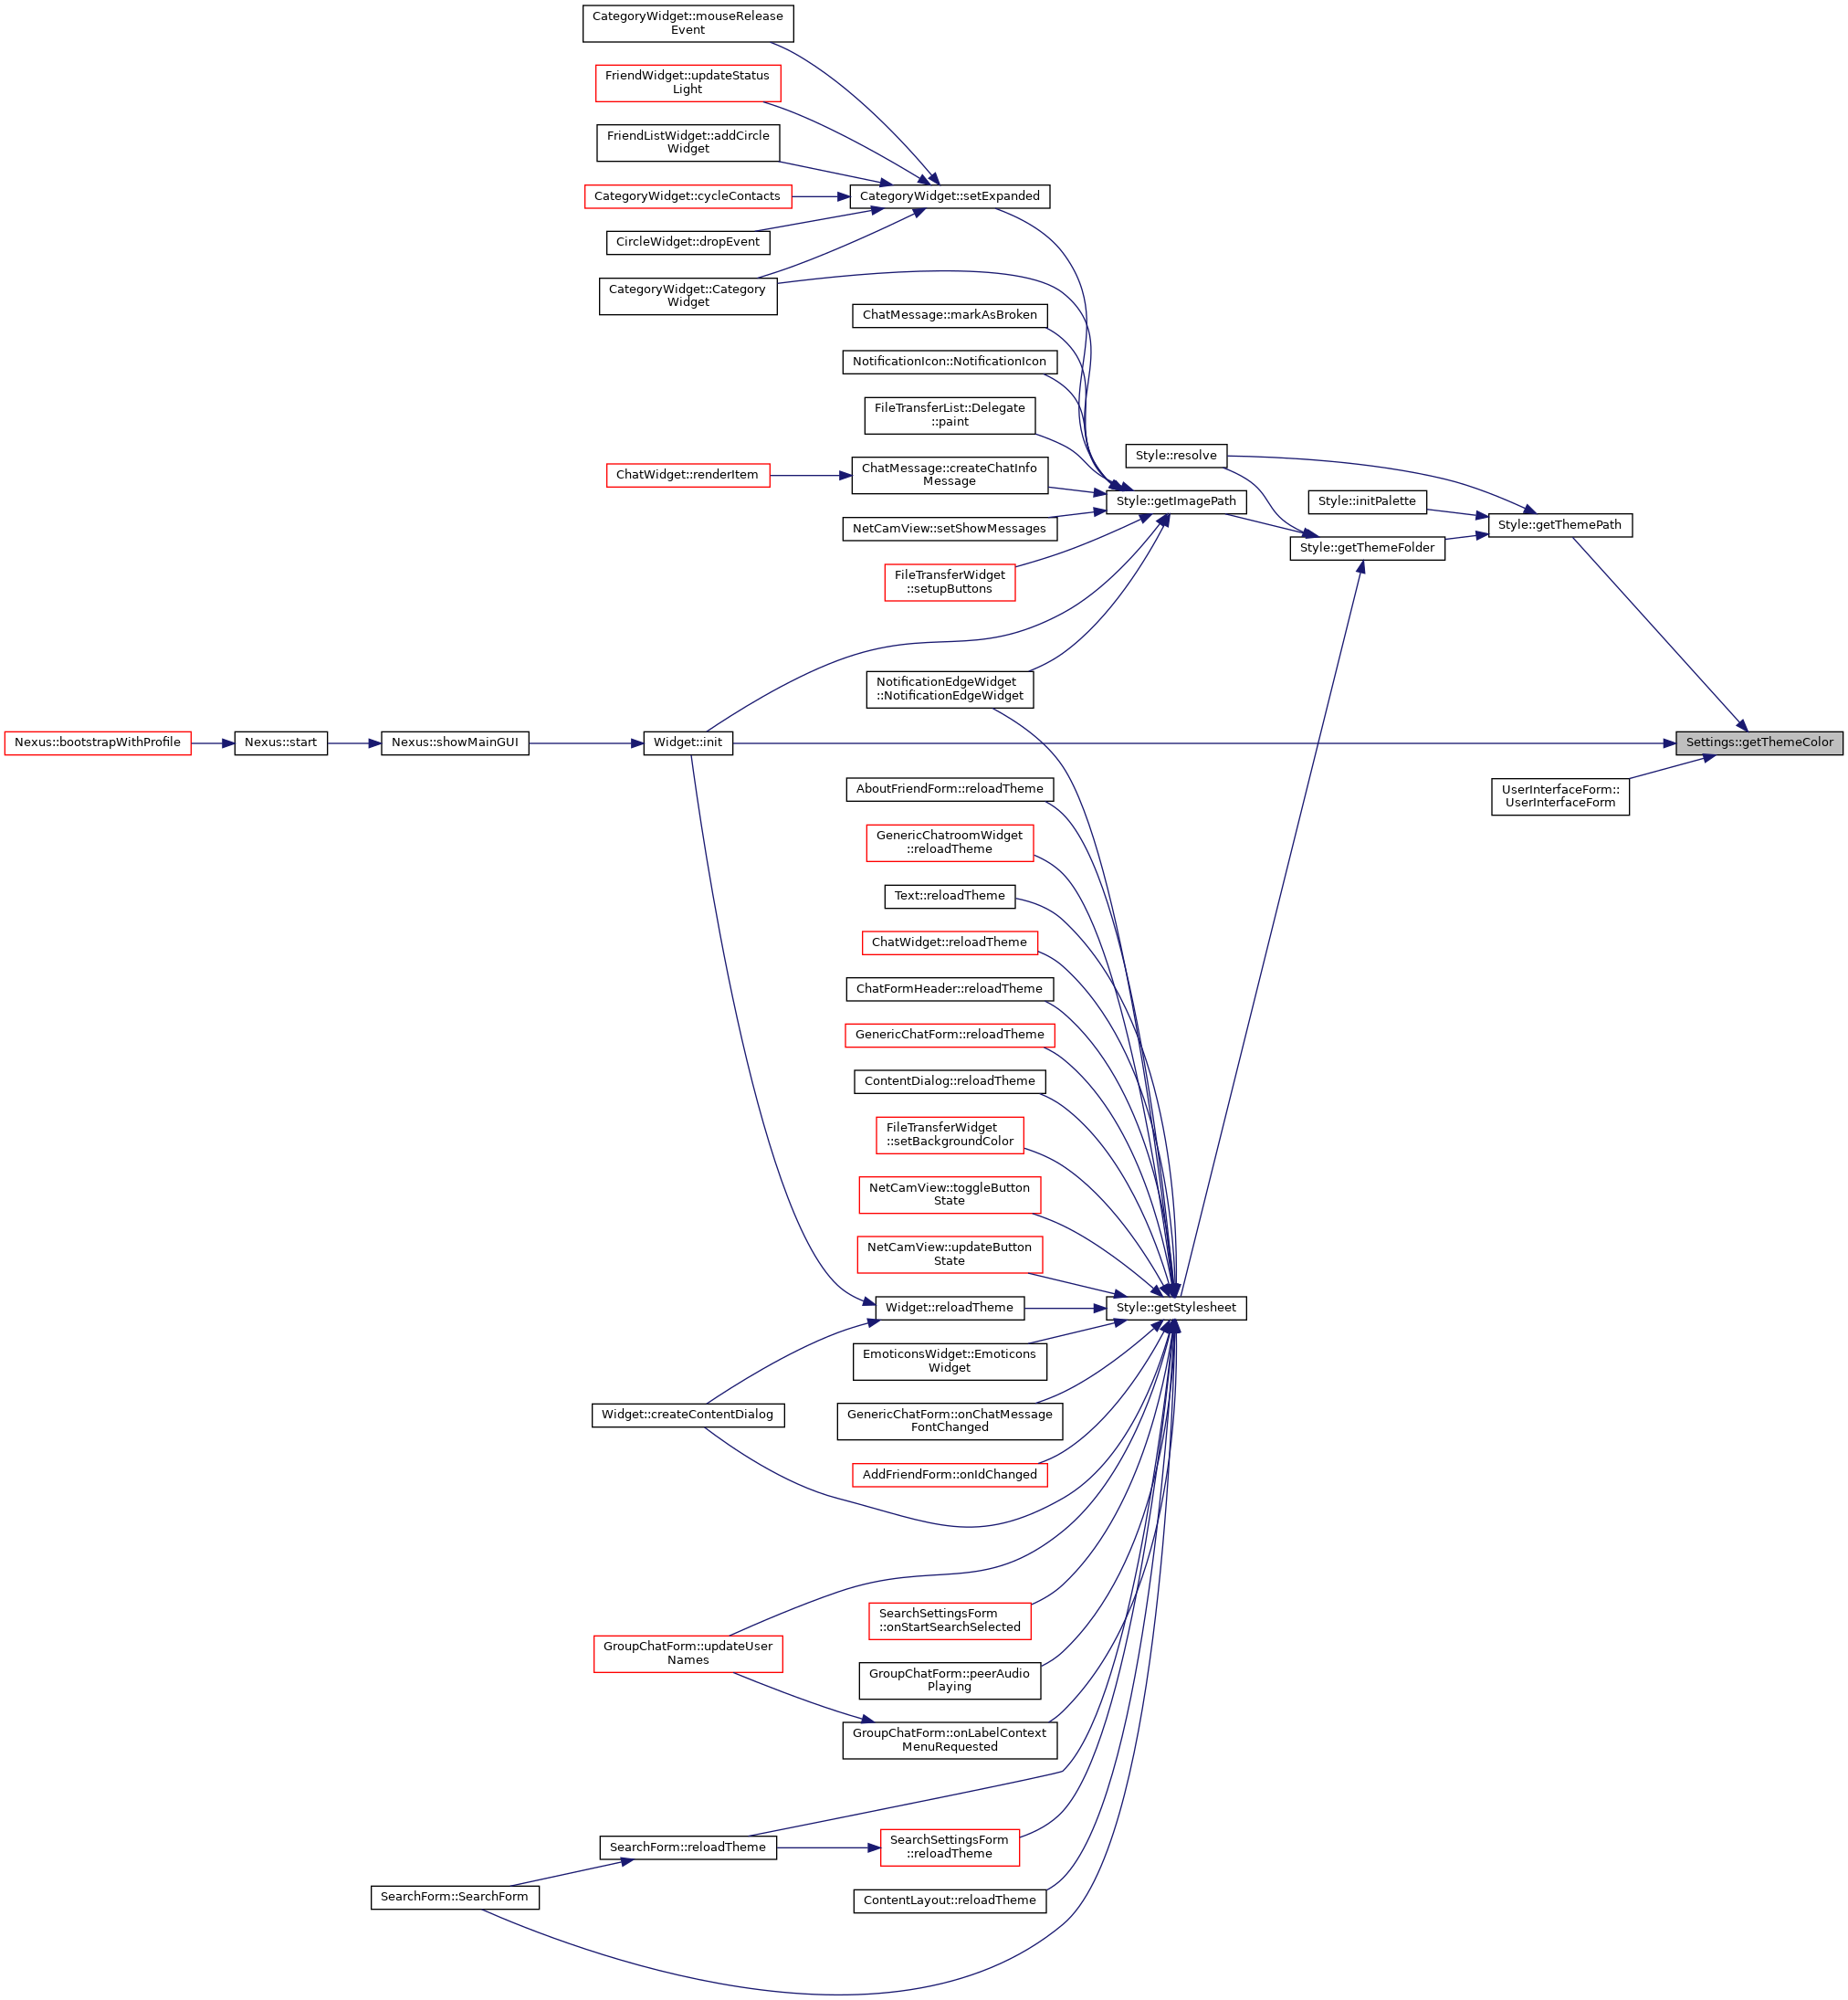 CategoryWidget::mouseRelease
Event
FriendWidget::updateStatus
Light
FriendListWidget::addCircle
Widget
CategoryWidget::cycleContacts
CategoryWidget::setExpanded
CircleWidget::dropEvent
CategoryWidget::Category
Widget
ChatMessage::markAsBroken
NotificationIcon::NotificationIcon
FileTransferList::Delegate
::paint
Style::resolve
ChatWidget::renderItem
ChatMessage::createChatInfo
Message
Style::getImagePath
Style::initPalette
Style::getThemePath
NetCamView::setShowMessages
Style::getThemeFolder
FileTransferWidget
::setupButtons
NotificationEdgeWidget
::NotificationEdgeWidget
Nexus::bootstrapWithProfile
Nexus::start
Nexus::showMainGUI
Widget::init
Settings::getThemeColor
AboutFriendForm::reloadTheme
UserInterfaceForm::
UserInterfaceForm
GenericChatroomWidget
::reloadTheme
Text::reloadTheme
ChatWidget::reloadTheme
ChatFormHeader::reloadTheme
GenericChatForm::reloadTheme
ContentDialog::reloadTheme
FileTransferWidget
::setBackgroundColor
NetCamView::toggleButton
State
NetCamView::updateButton
State
Widget::reloadTheme
Style::getStylesheet
EmoticonsWidget::Emoticons
Widget
Widget::createContentDialog
GenericChatForm::onChatMessage
FontChanged
AddFriendForm::onIdChanged
SearchSettingsForm
::onStartSearchSelected
GroupChatForm::updateUser
Names
GroupChatForm::peerAudio
Playing
GroupChatForm::onLabelContext
MenuRequested
SearchForm::reloadTheme
SearchSettingsForm
::reloadTheme
SearchForm::SearchForm
ContentLayout::reloadTheme